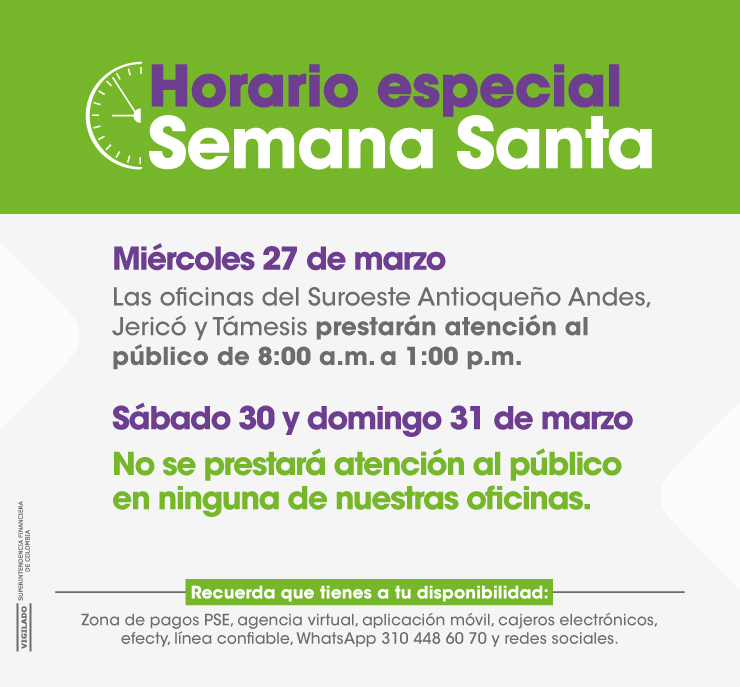 Horario especial
Semana Santa
Miércoles 27 de marzo
Las oficinas del Suroeste Antioqueño Andes,
Jericó y Támesis prestarán atención al
público de 8:00 a.m. a 1:00 p.m.
Sábado 30 y domingo 31 de marzo
No se prestará atención al público
en ninguna de nuestras oficinas.
Recuerda que tienes a tu disponibilidad:
Zona de pagos PSE, agencia virtual, aplicación móvil, cajeros electrónicos,
efecty, línea confiable, WhatsApp 310 448 60 70 y redes sociales.
VIGILADO
SUPERINTENDENCIA FINANCIERA
DE COLOMBIA